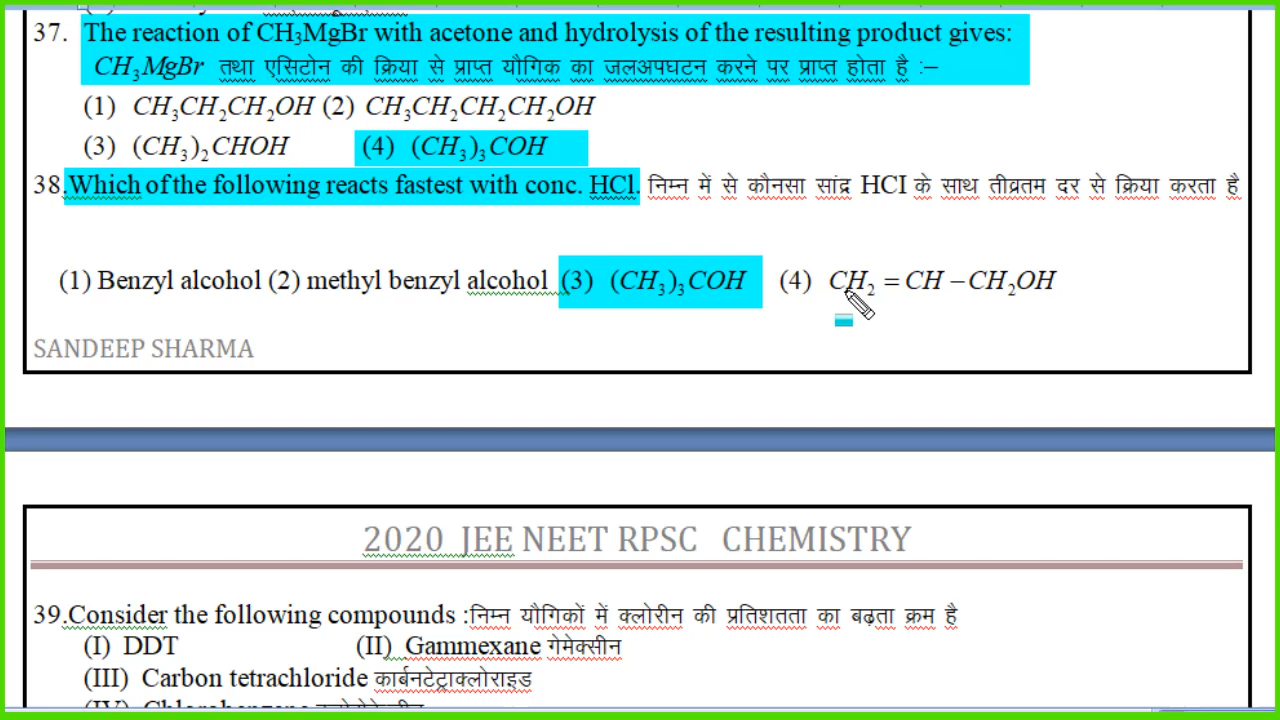 37. The reaction of CH₃MgBr with acetone and hydrolysis of the resulting product gives:
CH₃MgBr तथा एसिटोन की क्रिया से प्राप्त यौगिक का जलअपघटन करने पर प्राप्त होता है :–
(1) CH₃CH₂CH₂OH (2) CH₃CH₂CH₂CH₂OH
(3) (CH₃)₂CHOH (4) (CH₃)₃COH
38.Which of the following reacts fastest with conc. HCl. निम्न में से कौनसा सांद्र HCI के साथ तीव्रतम दर से क्रिया करता है
(1) Benzyl alcohol (2) methyl benzyl alcohol (3) (CH₃)₃COH (4) CH₂ = CH – CH₂OH
SANDEEP SHARMA
2020 JEE NEET RPSC CHEMISTRY
39.Consider the following compounds :निम्न यौगिकों में क्लोरीन की प्रतिशतता का बढ़ता क्रम है
(I) DDT (II) Gammexane गेमेक्सीन
(III) Carbon tetrachloride कार्बनटेट्राक्लोराइड